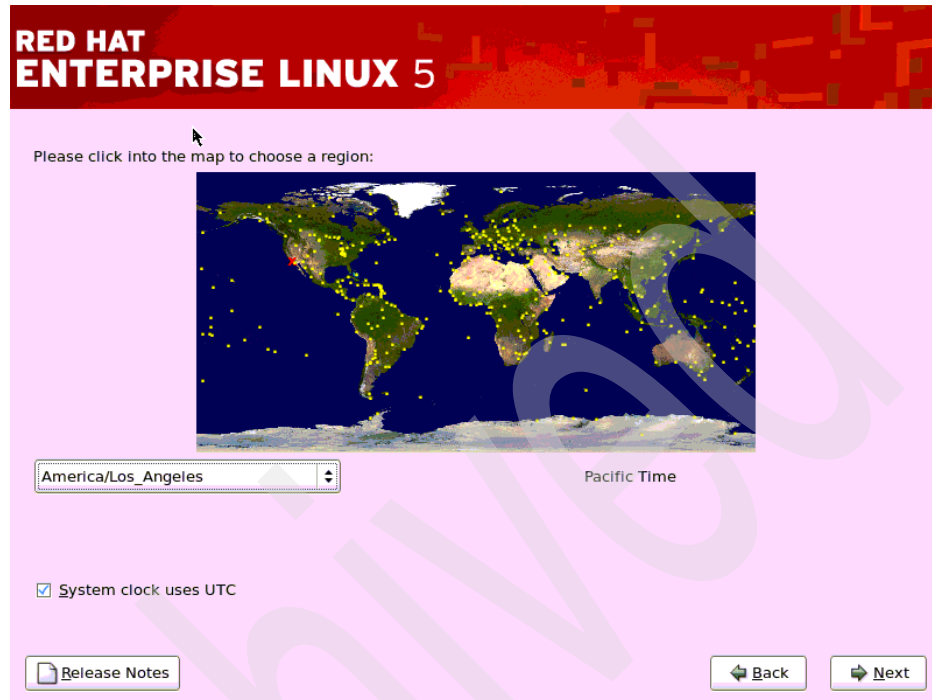 RED HAT
ENTERPRISE LINUX 5
Please click into the map to choose a region:
America/Los_Angeles
Pacific Time
System clock uses UTC
Release Notes
Back
Next